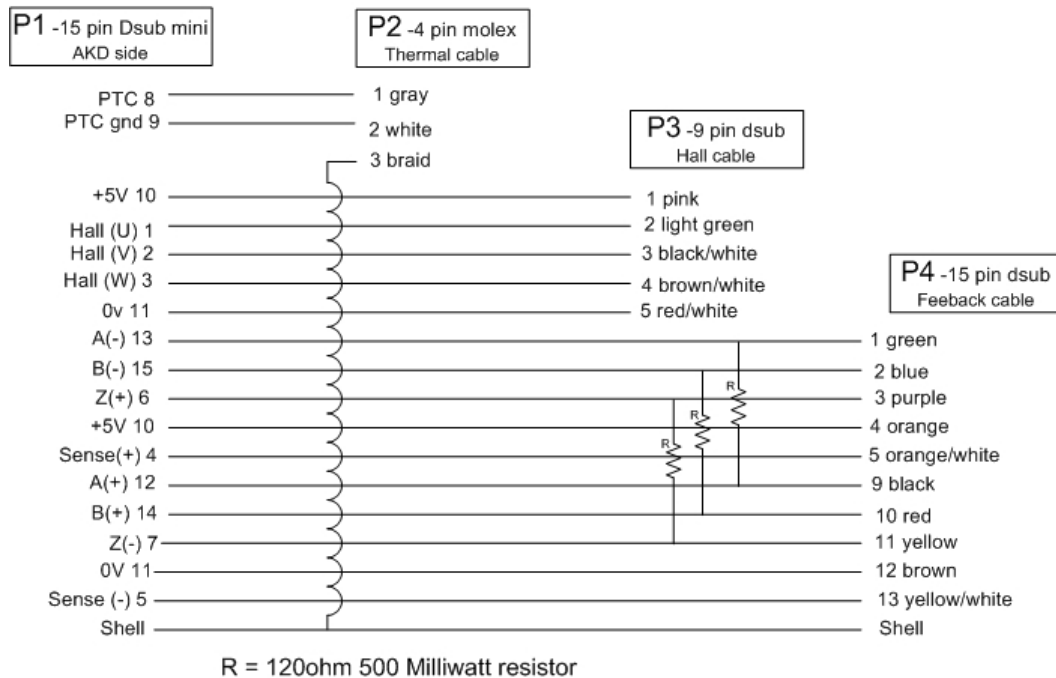 P1 -15 pin Dsub mini
AKD side
P2 -4 pin molex
Thermal cable
PTC 8
1 gray
PTC gnd 9
2 white
3 braid
P3 -9 pin dsub
Hall cable
+5V 10
1 pink
Hall (U) 1
2 light green
Hall (V) 2
3 black/white
Hall (W) 3
4 brown/white
0v 11
5 red/white
P4 -15 pin dsub
Feeback cable
A(-) 13
1 green
B(-) 15
2 blue
Z(+) 6
R
3 purple
+5V 10
R
4 orange
Sense(+) 4
R
5 orange/white
A(+) 12
9 black
B(+) 14
10 red
Z(-) 7
11 yellow
0V 11
12 brown
Sense (-) 5
13 yellow/white
Shell
Shell
R = 120ohm 500 Milliwatt resistor